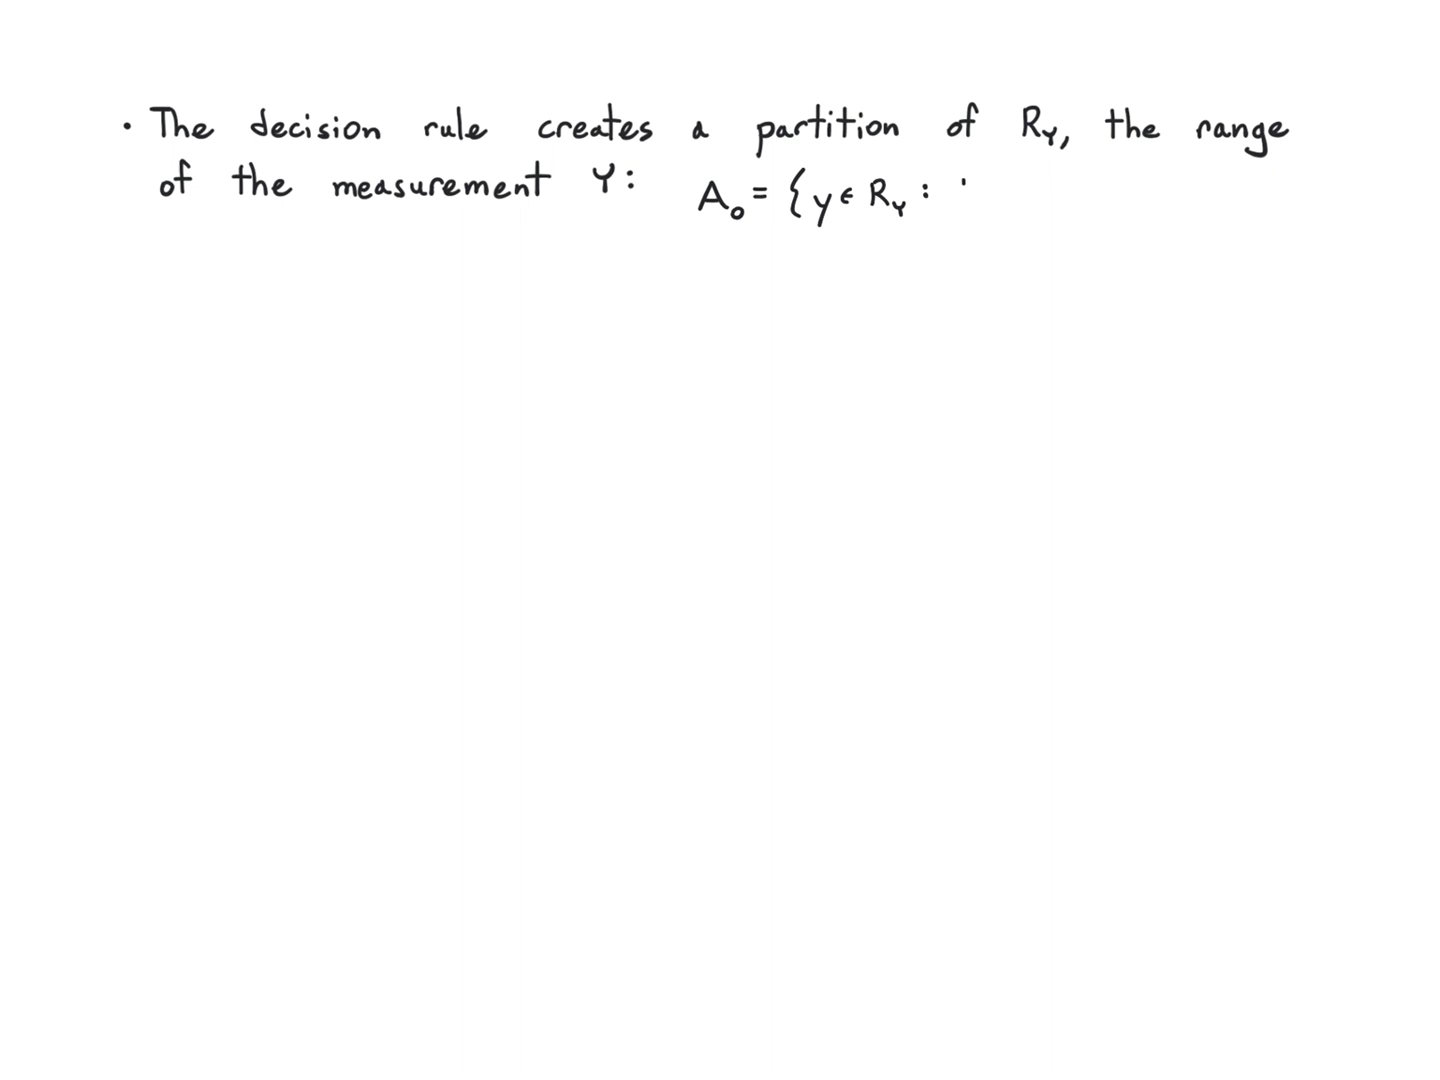 • The decision rule creates a partition of R_Y, the range
of the measurement Y: A_0 = {y ∈ R_Y : '